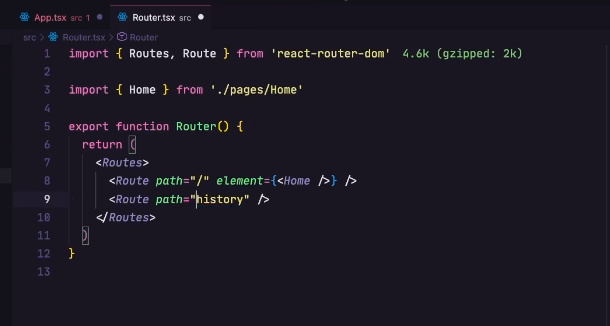 App.tsx src 1
Router.tsx src
src > Router.tsx > Router
1 import { Routes, Route } from 'react-router-dom' 4.6k (gzipped: 2k)
2
3 import { Home } from './pages/Home'
4
5 export function Router() {
6 return (
7 <Routes>
8 <Route path="/" element={<Home />} />
9 <Route path="history" />
10 </Routes>
11 )
12 }
13